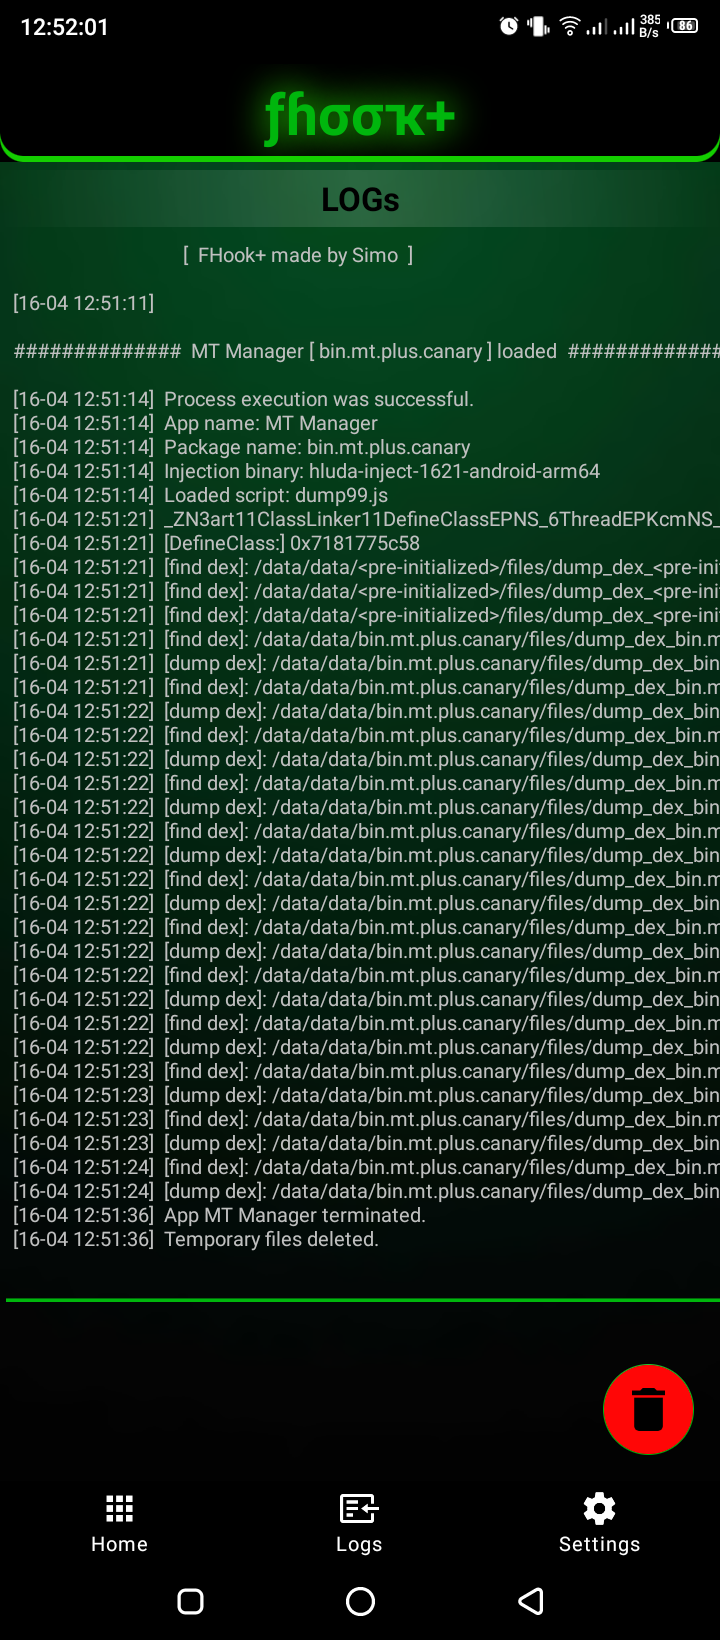 12:52:01
385
B/s
86
ƒɦσσҡ+
LOGs
[ FHook+ made by Simo ]
[16-04 12:51:11]
############## MT Manager [ bin.mt.plus.canary ] loaded #############
[16-04 12:51:14] Process execution was successful.
[16-04 12:51:14] App name: MT Manager
[16-04 12:51:14] Package name: bin.mt.plus.canary
[16-04 12:51:14] Injection binary: hluda-inject-1621-android-arm64
[16-04 12:51:14] Loaded script: dump99.js
[16-04 12:51:21] _ZN3art11ClassLinker11DefineClassEPNS_6ThreadEPKcmNS_
[16-04 12:51:21] [DefineClass:] 0x7181775c58
[16-04 12:51:21] [find dex]: /data/data/<pre-initialized>/files/dump_dex_<pre-init
[16-04 12:51:21] [find dex]: /data/data/<pre-initialized>/files/dump_dex_<pre-init
[16-04 12:51:21] [find dex]: /data/data/<pre-initialized>/files/dump_dex_<pre-init
[16-04 12:51:21] [find dex]: /data/data/bin.mt.plus.canary/files/dump_dex_bin.m
[16-04 12:51:21] [dump dex]: /data/data/bin.mt.plus.canary/files/dump_dex_bin
[16-04 12:51:21] [find dex]: /data/data/bin.mt.plus.canary/files/dump_dex_bin.m
[16-04 12:51:22] [dump dex]: /data/data/bin.mt.plus.canary/files/dump_dex_bin
[16-04 12:51:22] [find dex]: /data/data/bin.mt.plus.canary/files/dump_dex_bin.m
[16-04 12:51:22] [dump dex]: /data/data/bin.mt.plus.canary/files/dump_dex_bin
[16-04 12:51:22] [find dex]: /data/data/bin.mt.plus.canary/files/dump_dex_bin.m
[16-04 12:51:22] [dump dex]: /data/data/bin.mt.plus.canary/files/dump_dex_bin
[16-04 12:51:22] [find dex]: /data/data/bin.mt.plus.canary/files/dump_dex_bin.m
[16-04 12:51:22] [dump dex]: /data/data/bin.mt.plus.canary/files/dump_dex_bin
[16-04 12:51:22] [find dex]: /data/data/bin.mt.plus.canary/files/dump_dex_bin.m
[16-04 12:51:22] [dump dex]: /data/data/bin.mt.plus.canary/files/dump_dex_bin
[16-04 12:51:22] [find dex]: /data/data/bin.mt.plus.canary/files/dump_dex_bin.m
[16-04 12:51:22] [dump dex]: /data/data/bin.mt.plus.canary/files/dump_dex_bin
[16-04 12:51:22] [find dex]: /data/data/bin.mt.plus.canary/files/dump_dex_bin.m
[16-04 12:51:22] [dump dex]: /data/data/bin.mt.plus.canary/files/dump_dex_bin
[16-04 12:51:22] [find dex]: /data/data/bin.mt.plus.canary/files/dump_dex_bin.m
[16-04 12:51:22] [dump dex]: /data/data/bin.mt.plus.canary/files/dump_dex_bin
[16-04 12:51:23] [find dex]: /data/data/bin.mt.plus.canary/files/dump_dex_bin.m
[16-04 12:51:23] [dump dex]: /data/data/bin.mt.plus.canary/files/dump_dex_bin
[16-04 12:51:23] [find dex]: /data/data/bin.mt.plus.canary/files/dump_dex_bin.m
[16-04 12:51:23] [dump dex]: /data/data/bin.mt.plus.canary/files/dump_dex_bin
[16-04 12:51:24] [find dex]: /data/data/bin.mt.plus.canary/files/dump_dex_bin.m
[16-04 12:51:24] [dump dex]: /data/data/bin.mt.plus.canary/files/dump_dex_bin
[16-04 12:51:36] App MT Manager terminated.
[16-04 12:51:36] Temporary files deleted.
Home
Logs
Settings